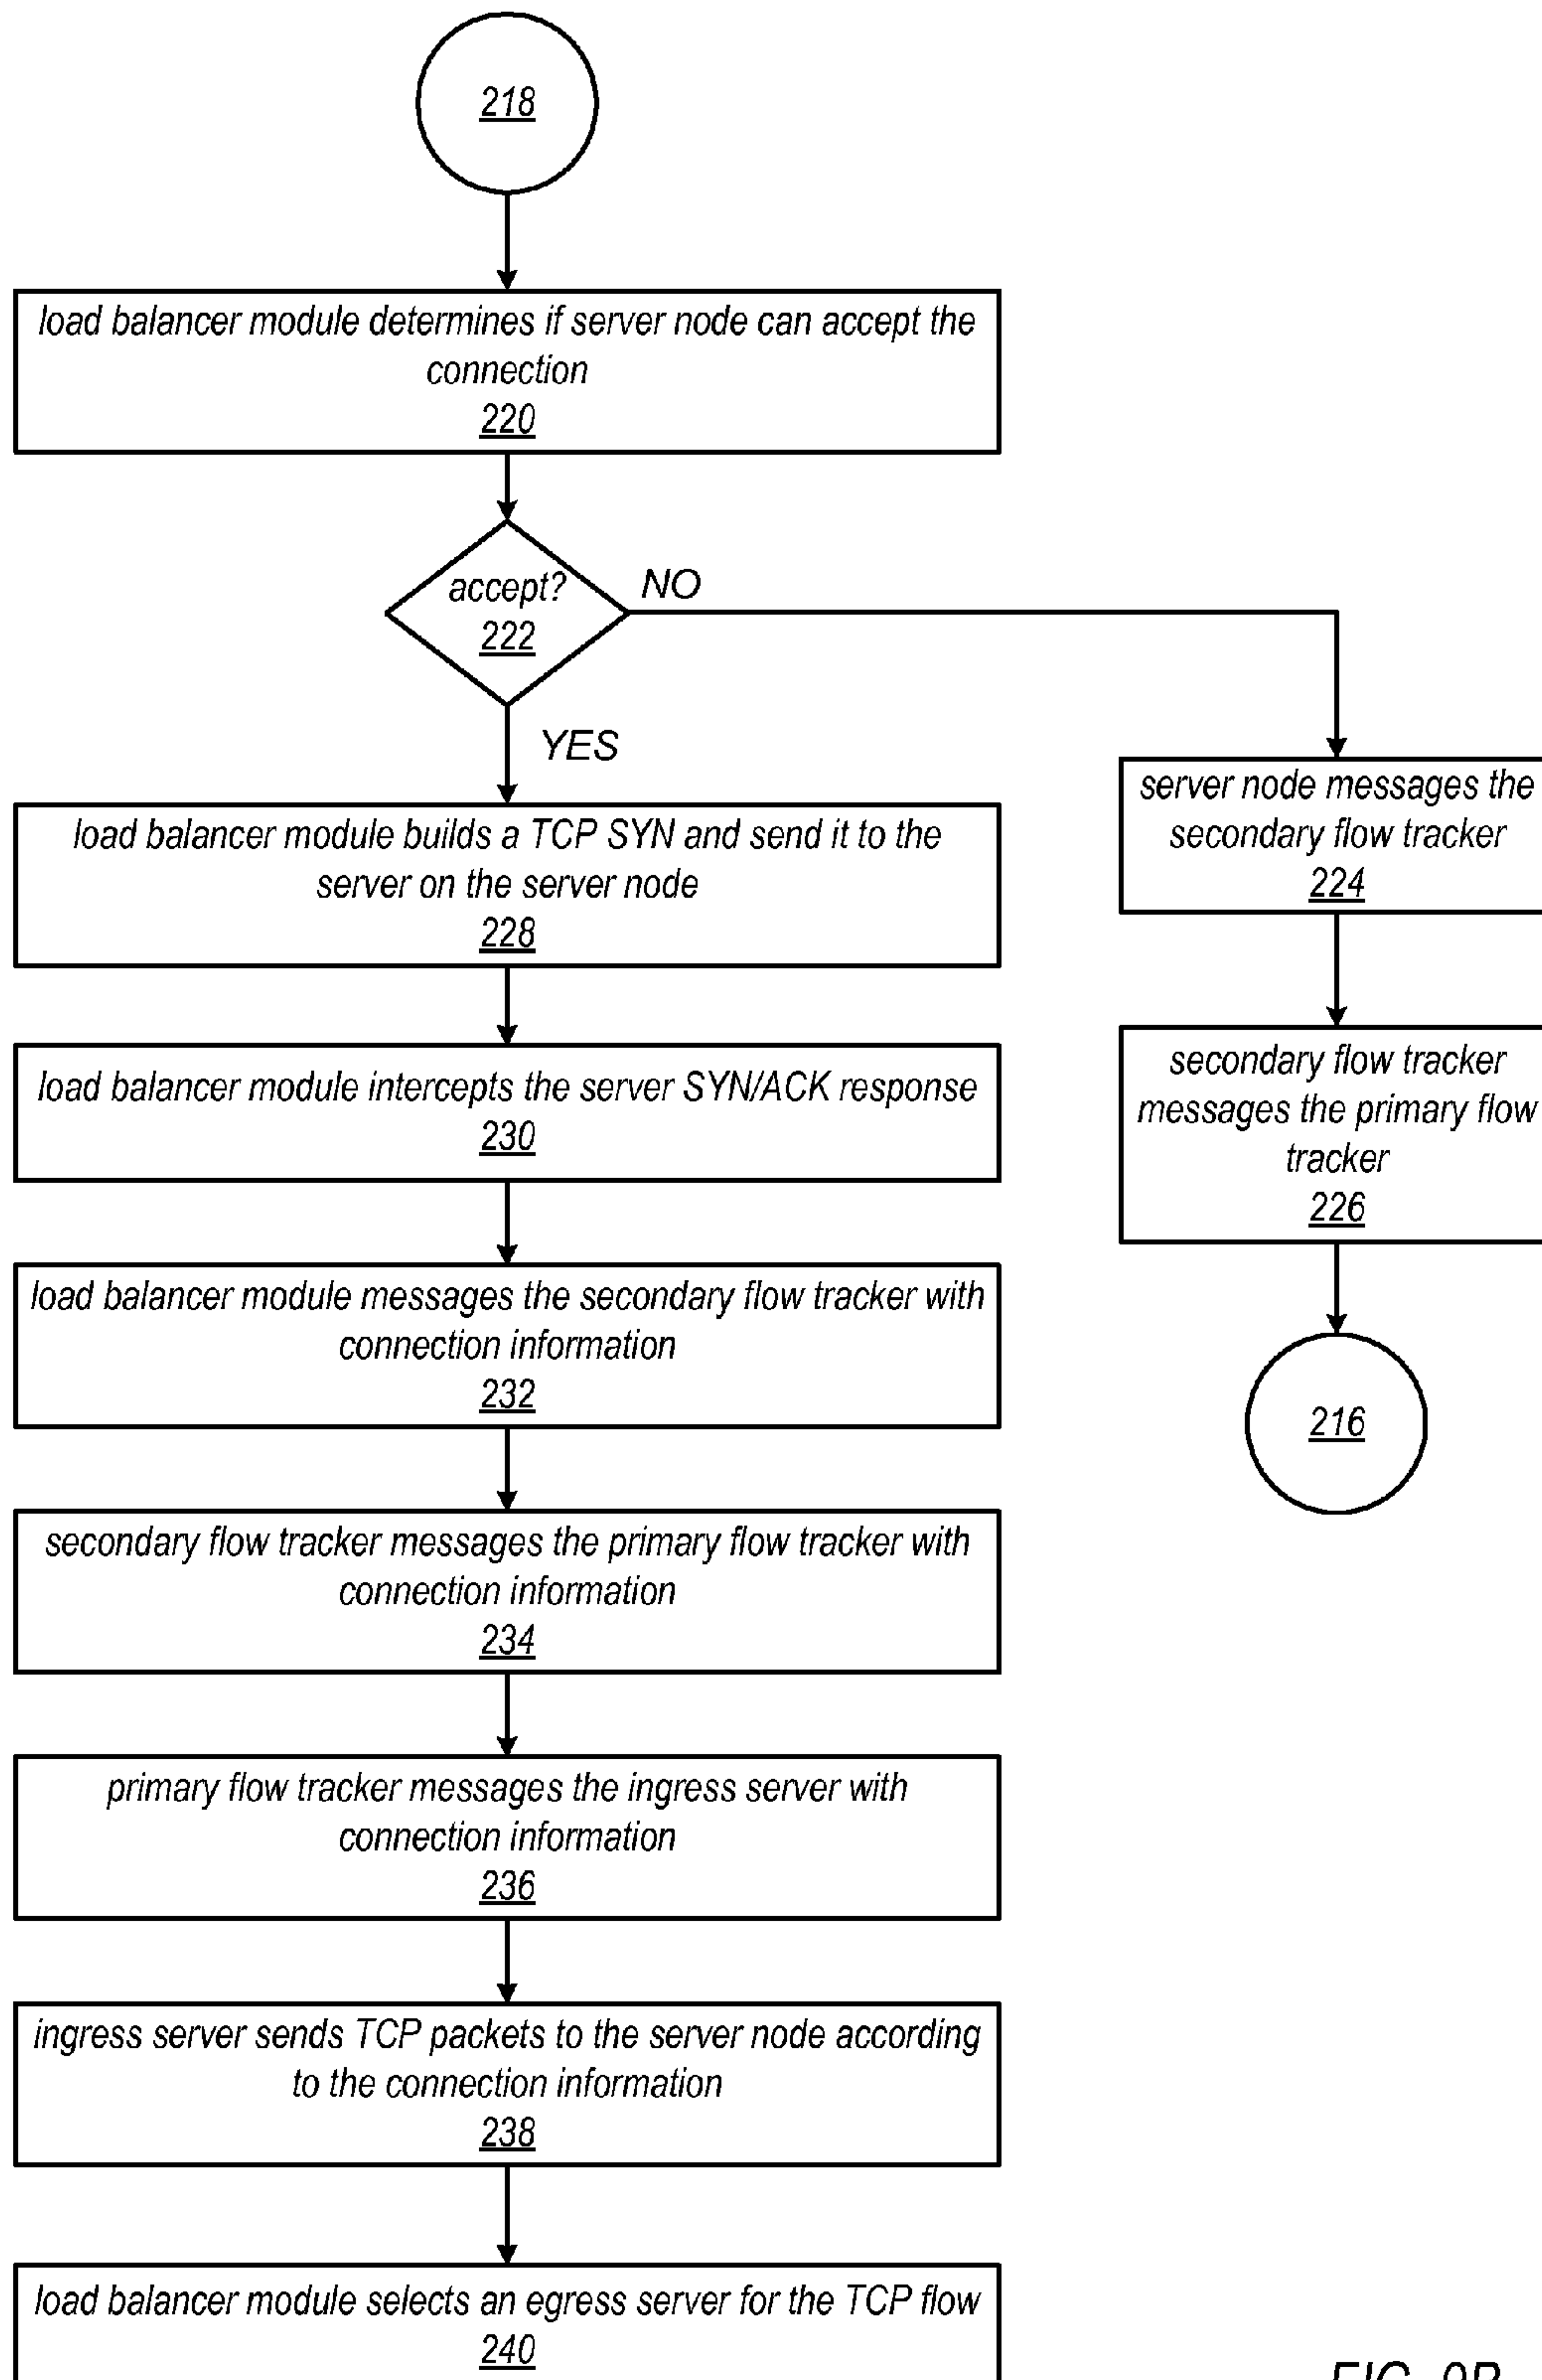 218
load balancer module determines if server node can accept the
connection
220
accept?
222
NO
YES
server node messages the
secondary flow tracker
224
load balancer module builds a TCP SYN and send it to the
server on the server node
228
secondary flow tracker
messages the primary flow
tracker
226
load balancer module intercepts the server SYN/ACK response
230
216
load balancer module messages the secondary flow tracker with
connection information
232
secondary flow tracker messages the primary flow tracker with
connection information
234
primary flow tracker messages the ingress server with
connection information
236
ingress server sends TCP packets to the server node according
to the connection information
238
load balancer module selects an egress server for the TCP flow
240
FIG. 9B